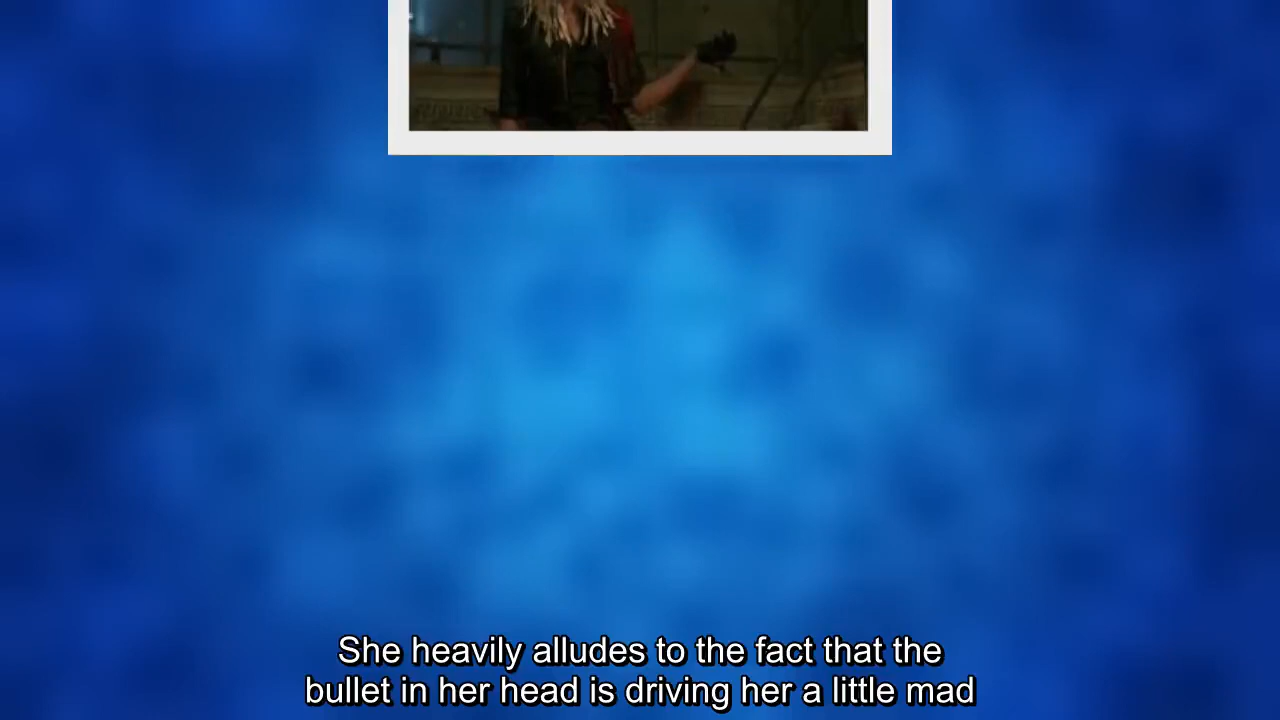 She heavily alludes to the fact that the
bullet in her head is driving her a little mad